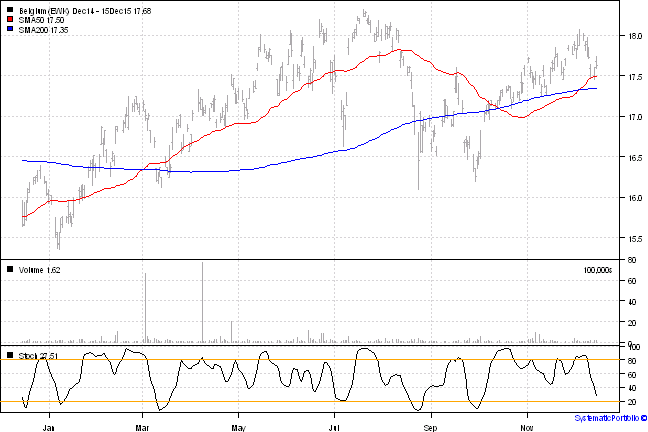 Belgium (EWK) Dec14 - 15Dec15 17.68
SMA50 17.50
SMA200 17.35
18.0
17.5
17.0
16.5
16.0
15.5
Volume 1.62
100,000s
80
60
40
20
0
Stoch 27.51
100
80
60
40
20
Jan Mar May Jul Sep Nov
SystematicPortfolio ©